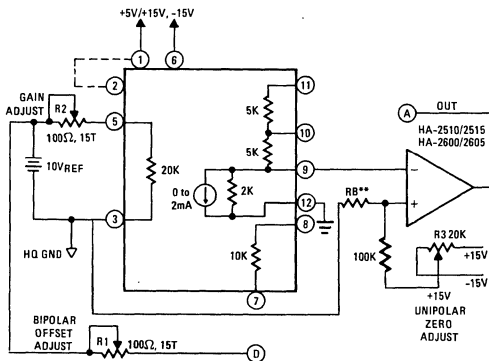 +5V/+15V, -15V
1
6
2
11
GAIN
ADJUST
R2
5
5K
A
OUT
100Ω, 15T
10
HA-2510/2515
HA-2600/2605
5K
10VREF
20K
9
−
0 to
2mA
2K
RB**
12
+
3
8
R3 20K
HQ GND
10K
100K
+15V
-15V
7
+15V
BIPOLAR
OFFSET
ADJUST
UNIPOLAR
ZERO
ADJUST
R1
100Ω, 15T
D